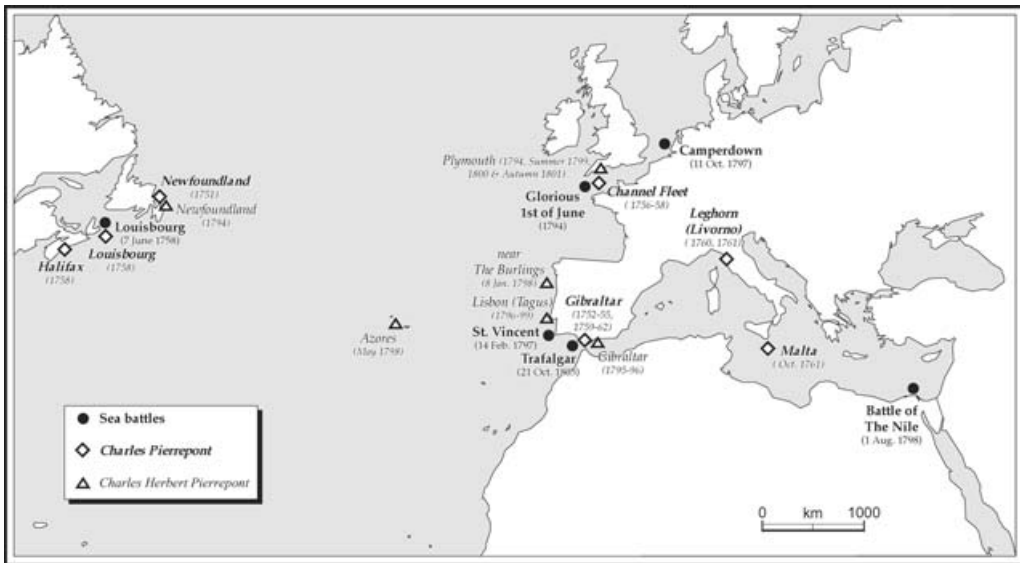 Newfoundland
(1751)
Newfoundland
(1794)
Louisbourg
(7 June 1758)
Louisbourg
(1758)
Halifax
(1758)
Azores
(May 1798)
Plymouth (1794, Summer 1799,
1800 & Autumn 1801)
Glorious
1st of June
(1794)
Channel Fleet
(1756-58)
Camperdown
(11 Oct. 1797)
Leghorn
(Livorno)
(1760, 1761)
near
The Burlings
(8 Jan. 1798)
Lisbon (Tagus)
(1796-99)
Gibraltar
(1752-55,
1759-62)
St. Vincent
(14 Feb. 1797)
Trafalgar
(21 Oct. 1805)
Gibraltar
(1795-96)
Malta
(Oct. 1761)
Battle of
The Nile
(1 Aug. 1798)
Sea battles
Charles Pierrepont
Charles Herbert Pierrepont
0 km 1000